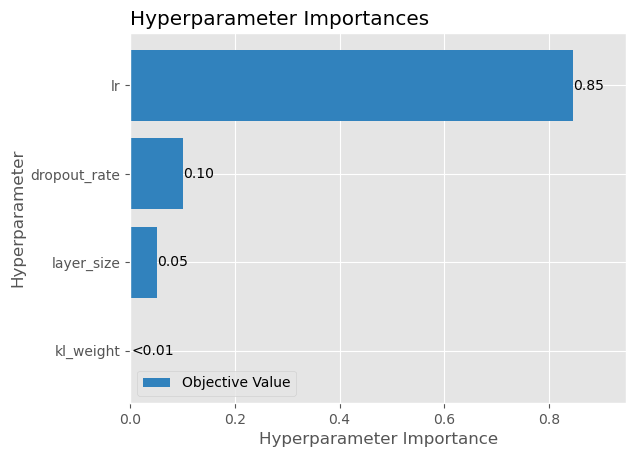 Hyperparameter Importances
Hyperparameter
lr
0.85
dropout_rate
0.10
layer_size
0.05
kl_weight
<0.01
Objective Value
0.0 0.2 0.4 0.6 0.8
Hyperparameter Importance